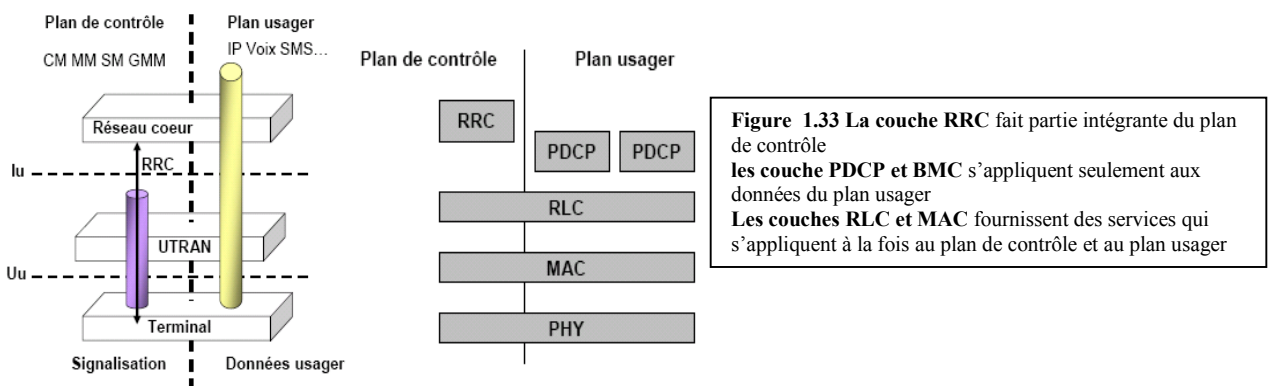 Plan de contrôle
Plan usager
CM MM SM GMM
IP Voix SMS...
Réseau coeur
RRC
Iu
UTRAN
Uu
Terminal
Signalisation
Données usager
Plan de contrôle
Plan usager
RRC
PDCP
PDCP
RLC
MAC
PHY
Figure 1.33 La couche RRC fait partie intégrante du plan
de contrôle
les couche PDCP et BMC s’appliquent seulement aux
données du plan usager
Les couches RLC et MAC fournissent des services qui
s’appliquent à la fois au plan de contrôle et au plan usager